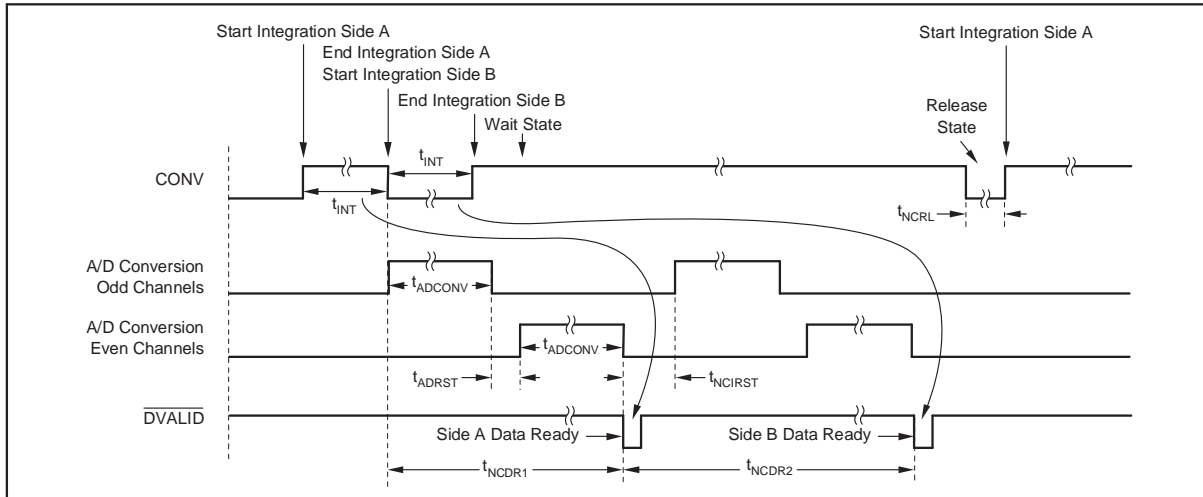 Start Integration Side A
End Integration Side A
Start Integration Side B
End Integration Side B
Wait State
Start Integration Side A
Release
State
CONV
tINT
tINT
tNCRL
A/D Conversion
Odd Channels
tADCONV
A/D Conversion
Even Channels
tADCONV
tADRST
tNCIRST
DVALID
Side A Data Ready
Side B Data Ready
tNCDR1
tNCDR2